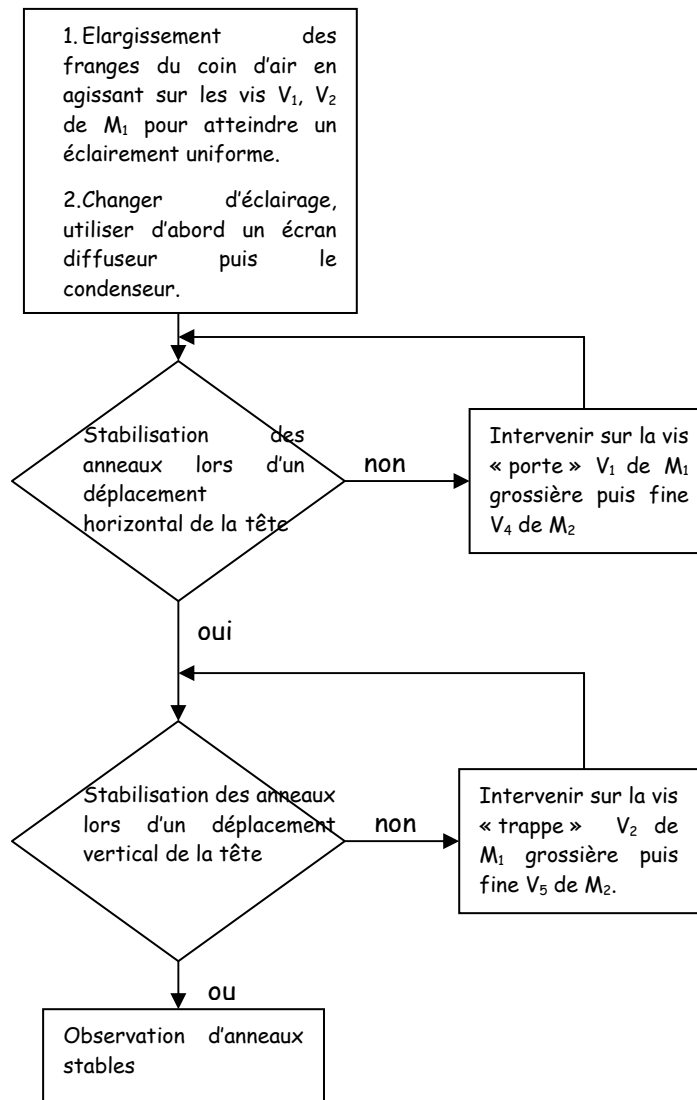 1. Elargissement des
franges du coin d'air en
agissant sur les vis V₁, V₂
de M₁ pour atteindre un
éclairement uniforme.
2.Changer d'éclairage,
utiliser d'abord un écran
diffuseur puis le
condenseur.
Stabilisation des
anneaux lors d'un
déplacement
horizontal de la tête
non
Intervenir sur la vis
« porte » V₁ de M₁
grossière puis fine
V₄ de M₂
oui
Stabilisation des anneaux
lors d'un déplacement
vertical de la tête
non
Intervenir sur la vis
« trappe » V₂ de
M₁ grossière puis
fine V₅ de M₂.
ou
Observation d'anneaux
stables